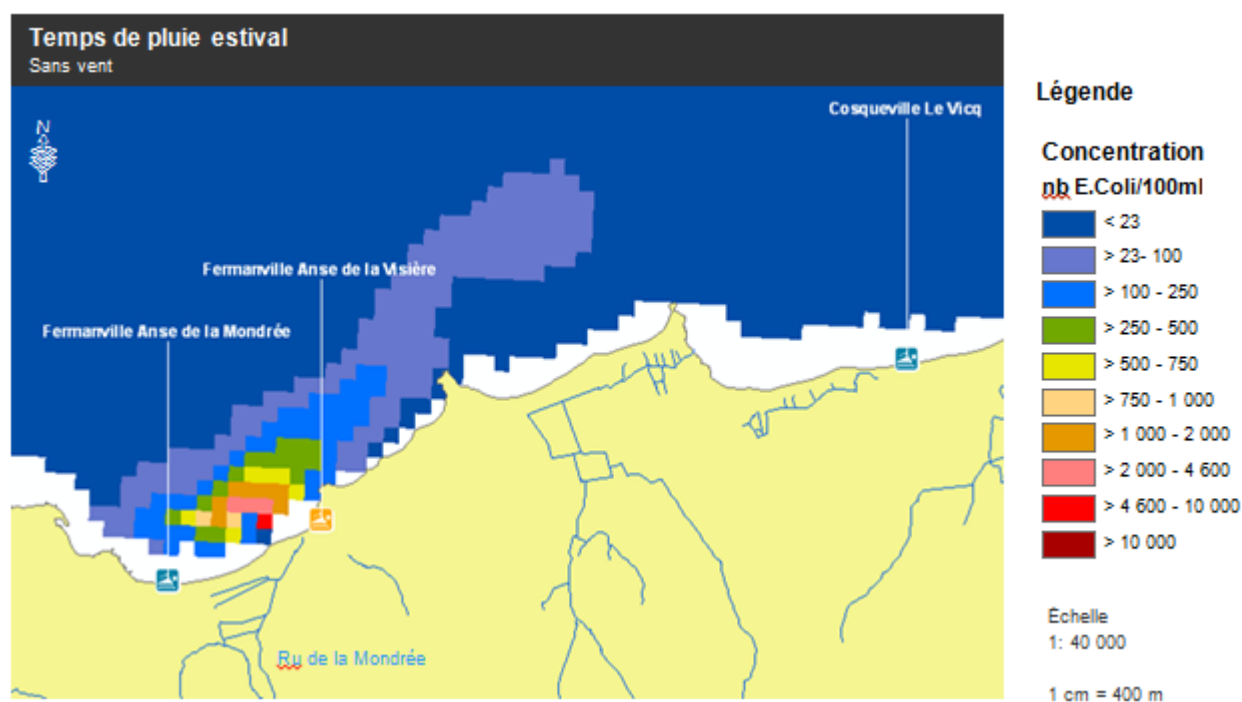 Temps de pluie estival
Sans vent
N
Cosqueville Le Vicq
Fermanville Anse de la Visière
Fermanville Anse de la Mondrée
Ru de la Mondrée
Légende
Concentration
nb E.Coli/100ml
< 23
> 23- 100
> 100 - 250
> 250 - 500
> 500 - 750
> 750 - 1 000
> 1 000 - 2 000
> 2 000 - 4 600
> 4 600 - 10 000
> 10 000
Échelle
1: 40 000
1 cm = 400 m